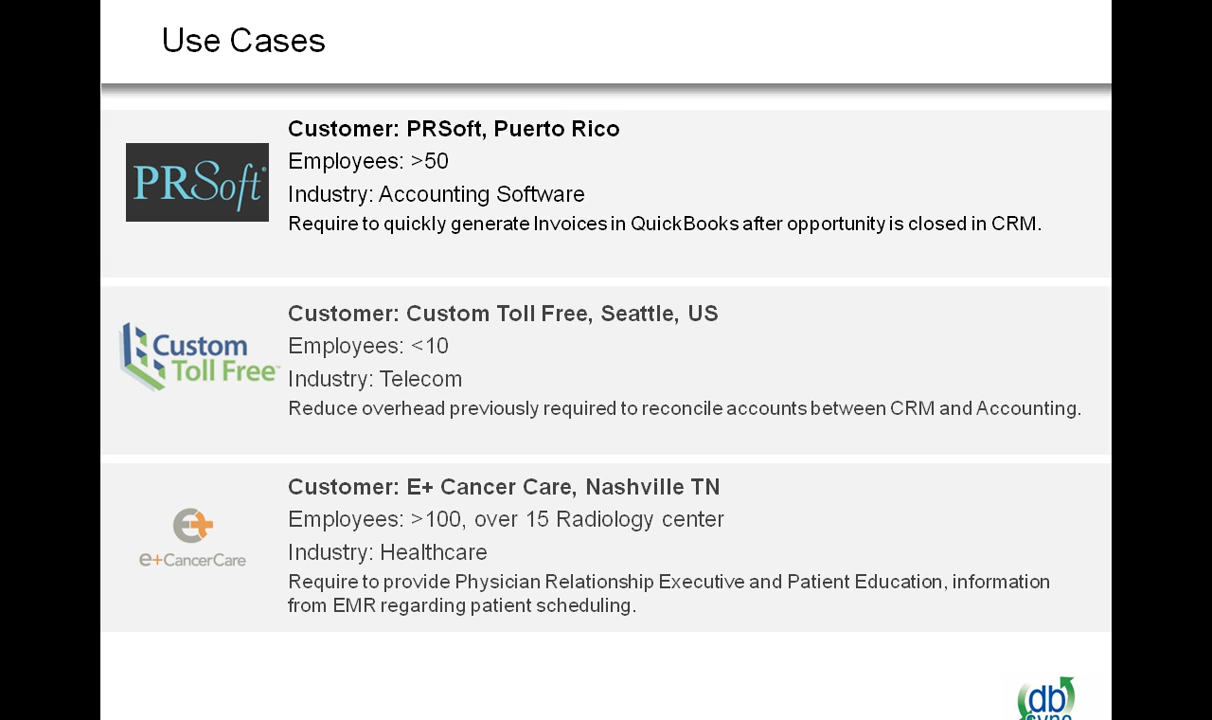 Use Cases
Customer: PRSoft, Puerto Rico
Employees: >50
PRSoft
Industry: Accounting Software
Require to quickly generate Invoices in QuickBooks after opportunity is closed in CRM.
Customer: Custom Toll Free, Seattle, US
Employees: <10
Custom
Toll Free™
Industry: Telecom
Reduce overhead previously required to reconcile accounts between CRM and Accounting.
Customer: E+ Cancer Care, Nashville TN
Employees: >100, over 15 Radiology center
e+
e+CancerCare
Industry: Healthcare
Require to provide Physician Relationship Executive and Patient Education, information
from EMR regarding patient scheduling.
db
sync